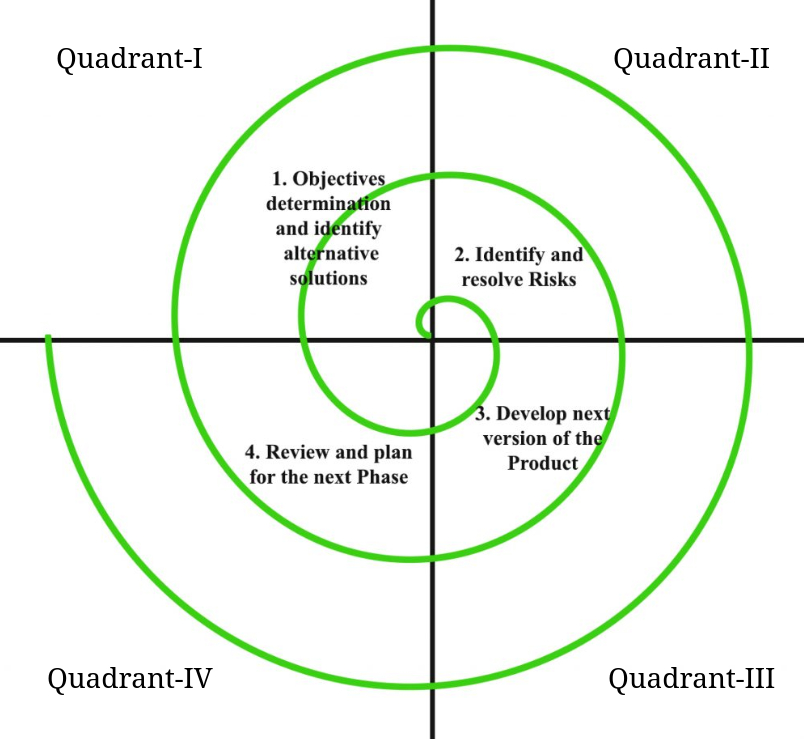 Quadrant-I
Quadrant-II
1. Objectives
determination
and identify
alternative
solutions
2. Identify and
resolve Risks
3. Develop next
version of the
Product
4. Review and plan
for the next Phase
Quadrant-IV
Quadrant-III